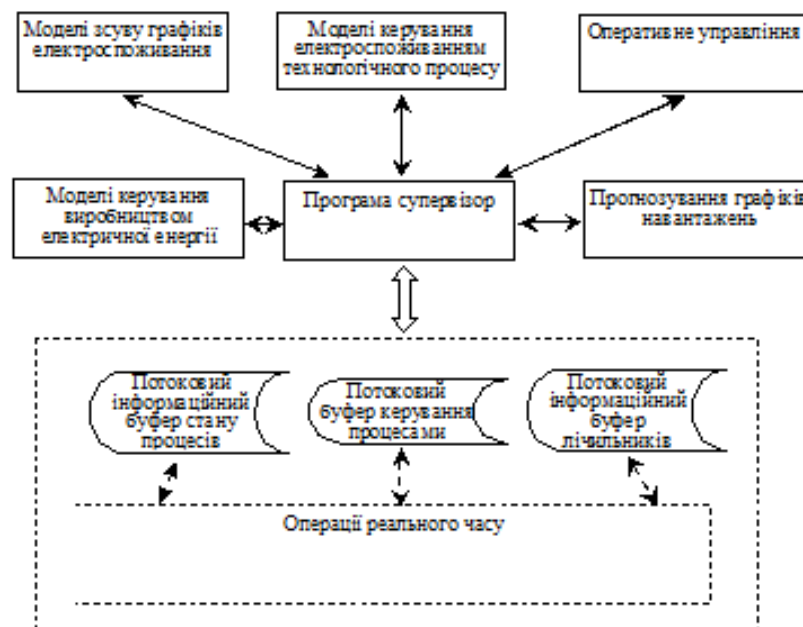 Моделі зсуву графіків
електроспоживання
Моделі керування
електроспоживанням
технологічного процесу
Оперативне управління
Моделі керування
виробництвом
електричної енергії
Програма супервізор
Прогнозування графіків
навантажень
Потоковий
інформаційний
буфер стану
процесів
Потоковий
буфер керування
процесами
Потоковий
інформаційний
буфер
лічильників
Операції реального часу